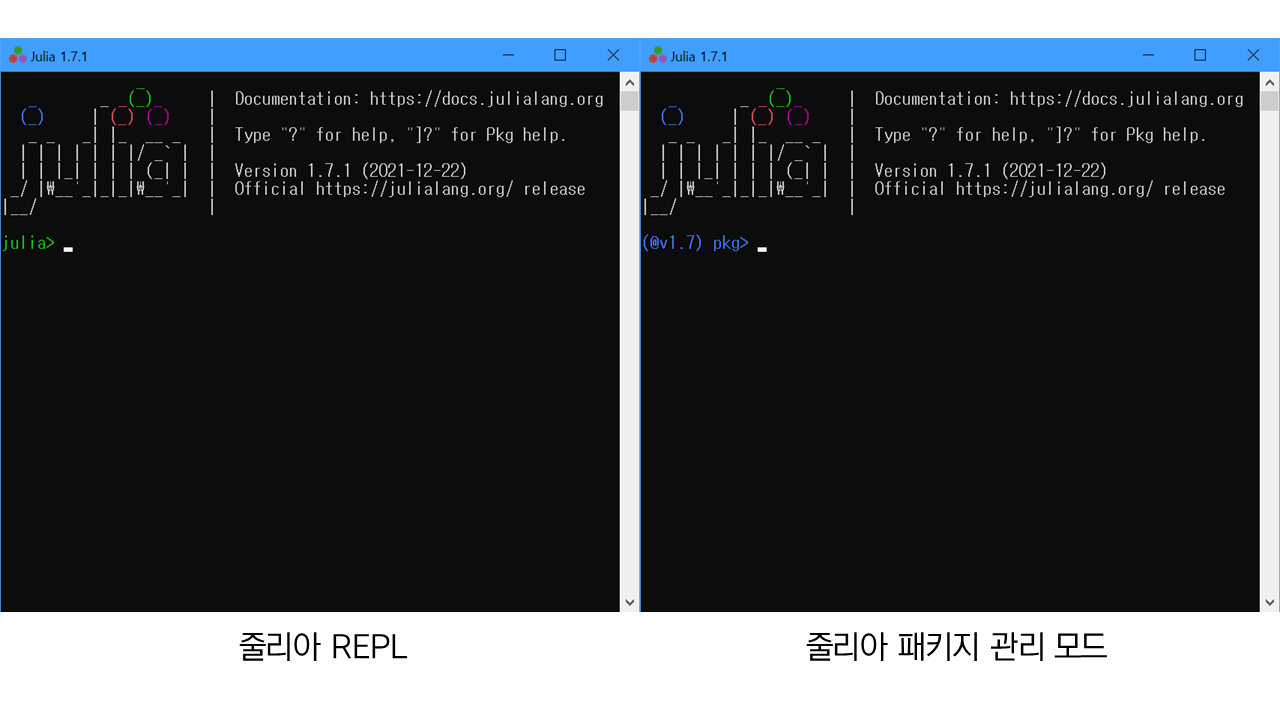 Julia 1.7.1
Documentation: https://docs.julialang.org
Type "?" for help, "]?" for Pkg help.
Version 1.7.1 (2021-12-22)
Official https://julialang.org/ release
julia>
줄리아 REPL
Julia 1.7.1
Documentation: https://docs.julialang.org
Type "?" for help, "]?" for Pkg help.
Version 1.7.1 (2021-12-22)
Official https://julialang.org/ release
(@v1.7) pkg>
줄리아 패키지 관리 모드